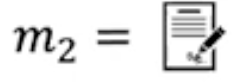 m₂ =